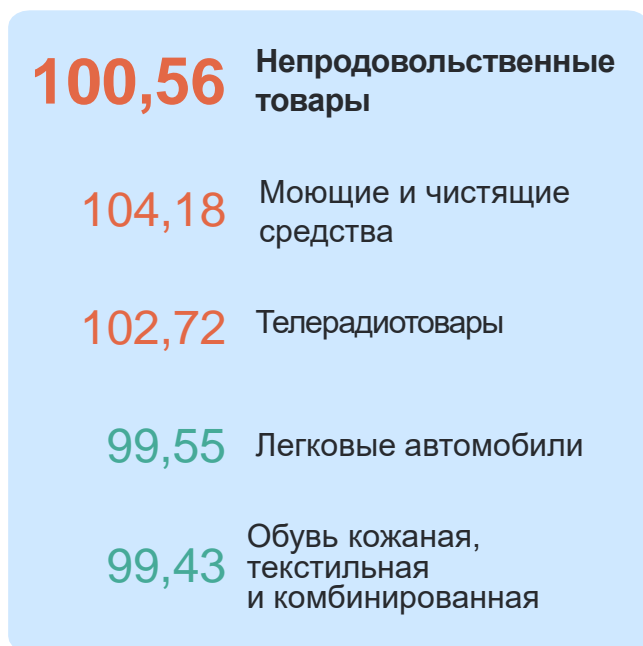 100,56 Непродовольственные
товары
104,18 Моющие и чистящие
средства
102,72 Телерадиотовары
99,55 Легковые автомобили
99,43 Обувь кожаная,
текстильная
и комбинированная